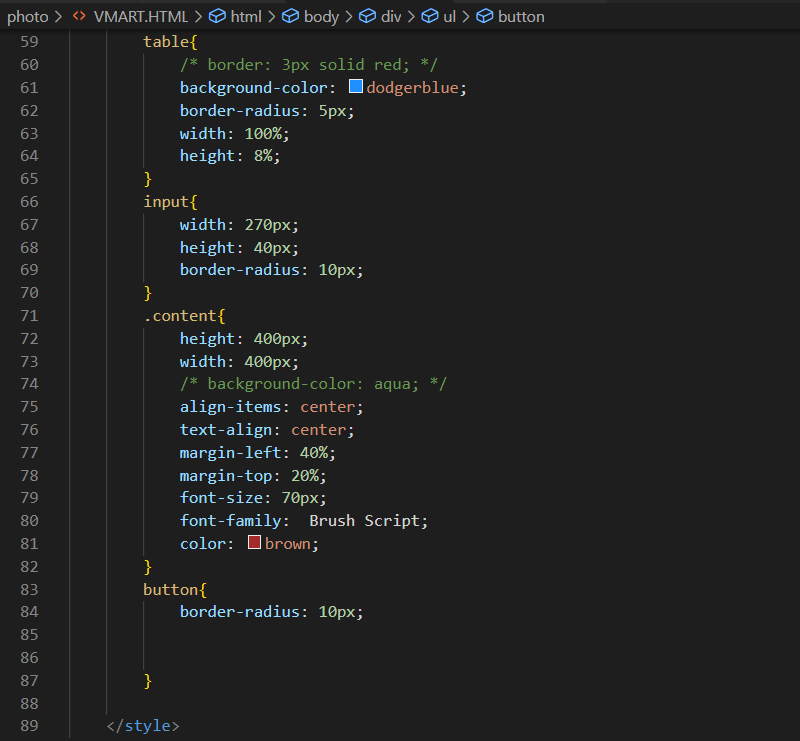 photo > <> VMART.HTML > html > body > div > ul > button
59 table{
60 /* border: 3px solid red; */
61 background-color: dodgerblue;
62 border-radius: 5px;
63 width: 100%;
64 height: 8%;
65 }
66 input{
67 width: 270px;
68 height: 40px;
69 border-radius: 10px;
70 }
71 .content{
72 height: 400px;
73 width: 400px;
74 /* background-color: aqua; */
75 align-items: center;
76 text-align: center;
77 margin-left: 40%;
78 margin-top: 20%;
79 font-size: 70px;
80 font-family:  Brush Script;
81 color: brown;
82 }
83 button{
84 border-radius: 10px;
85
86
87 }
88
89 </style>